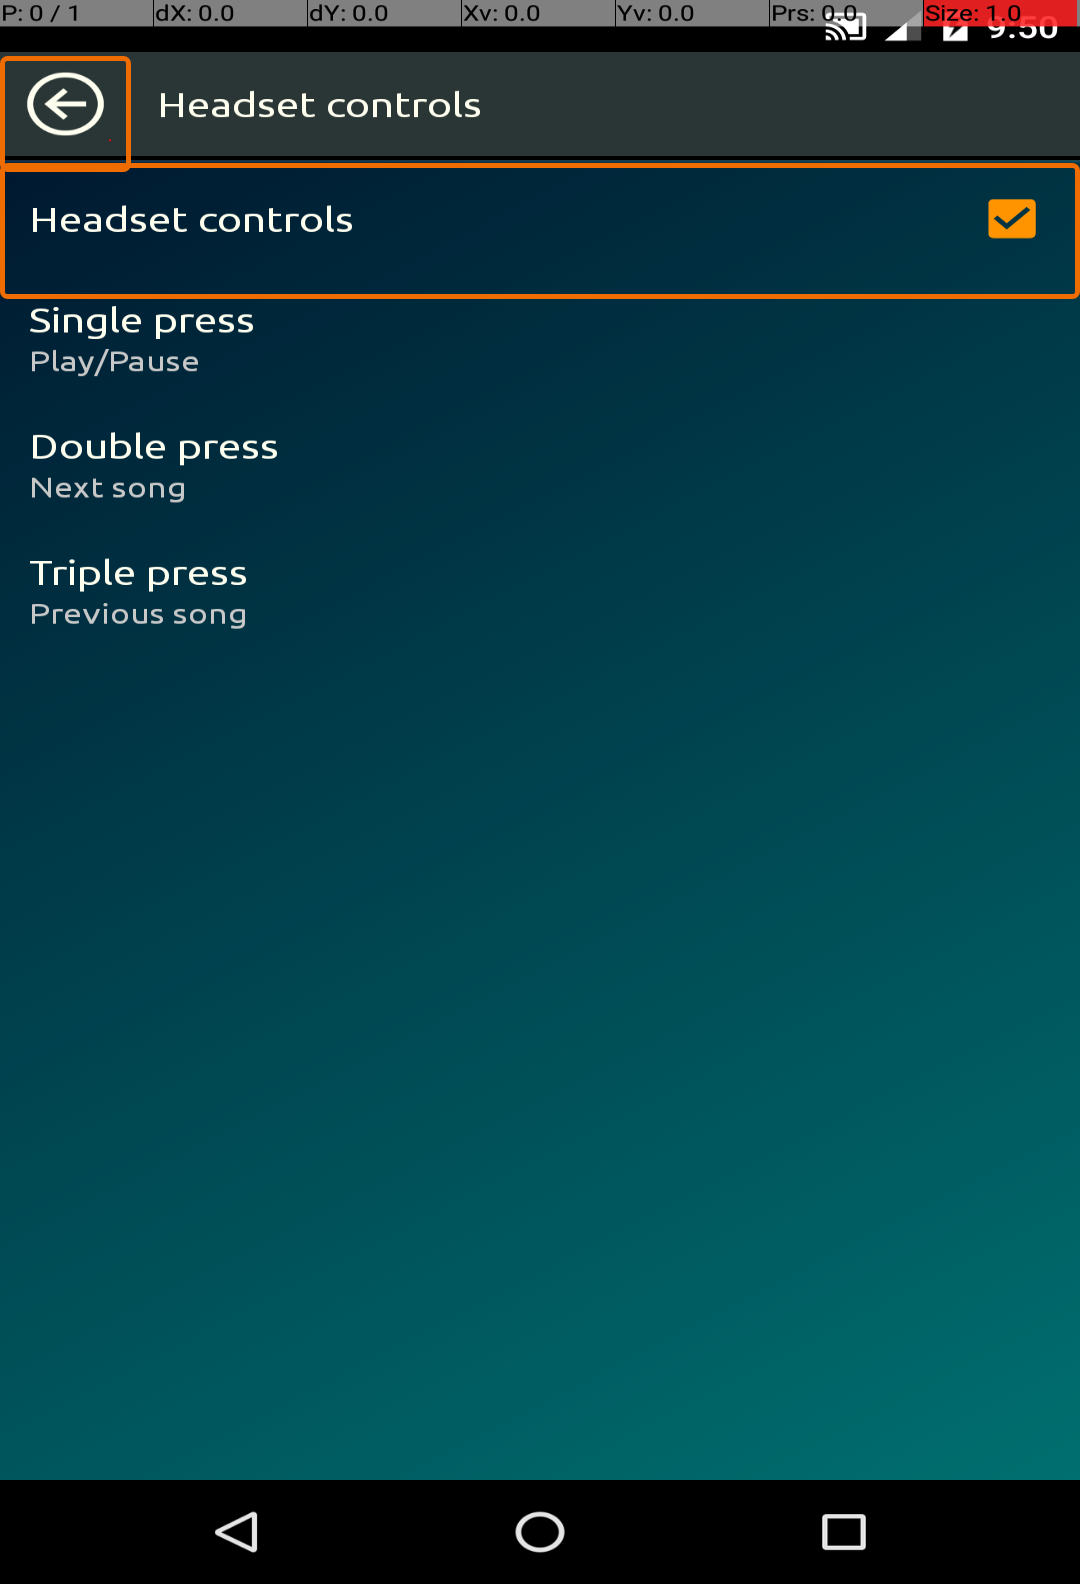 P: 0 / 1 dX: 0.0 dY: 0.0 Xv: 0.0 Yv: 0.0 Prs: 0.0 Size: 1.0
9:50
Headset controls
Headset controls
Single press
Play/Pause
Double press
Next song
Triple press
Previous song